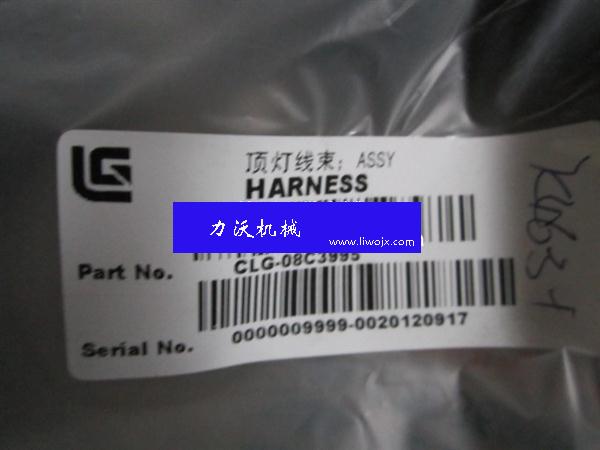 LG
顶灯线束; ASSY
HARNESS
力沃机械
www.liwojx.com
Part No.
CLG-08C3995
0000009999-0020120917
Serial No.